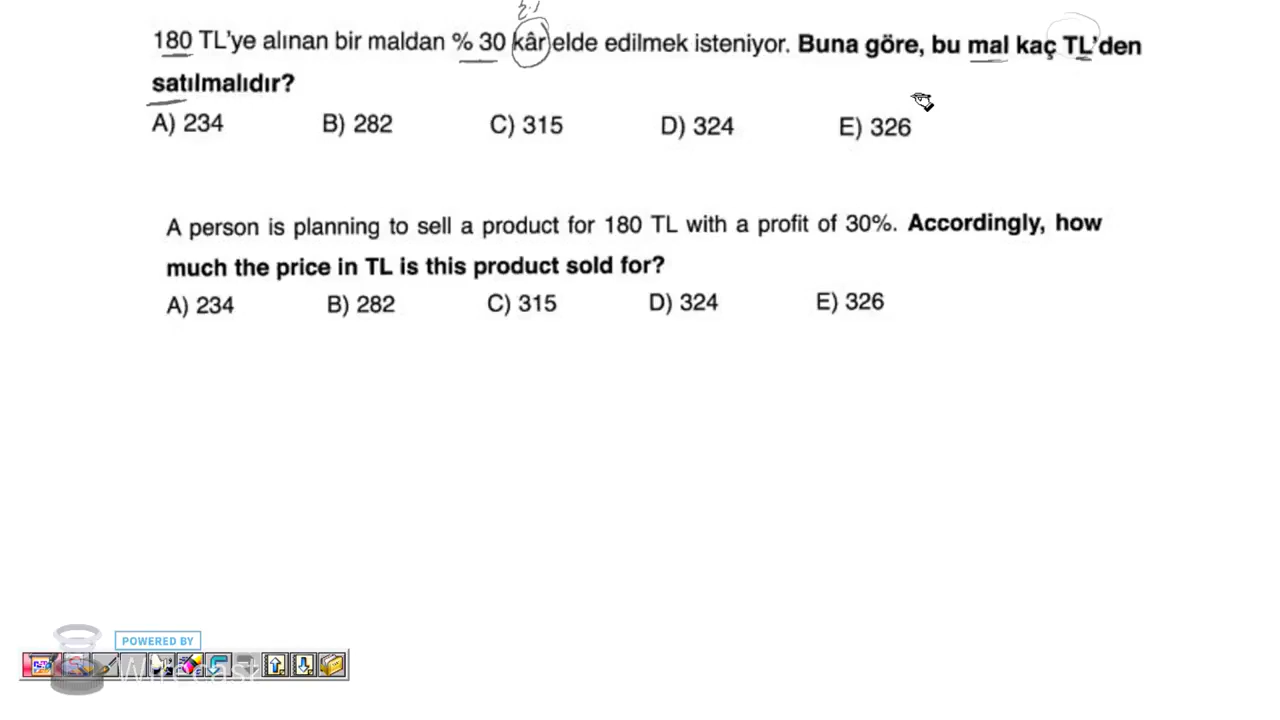 180 TL'ye alınan bir maldan % 30 kâr elde edilmek isteniyor. Buna göre, bu mal kaç TL'den
satılmalıdır?
A) 234 B) 282 C) 315 D) 324 E) 326
A person is planning to sell a product for 180 TL with a profit of 30%. Accordingly, how
much the price in TL is this product sold for?
A) 234 B) 282 C) 315 D) 324 E) 326
POWERED BY
Wirecast